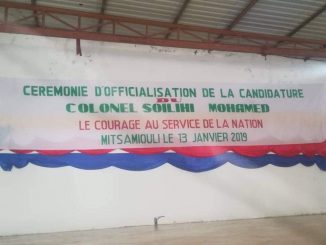 CEREMONIE D'OFFICIALISATION DE LA CANDIDATURE
COLONEL SOILIHI MOHAMED
LE COURAGE AU SERVICE DE LA NATION
MITSAMIOULI LE 13 JANVIER 2019